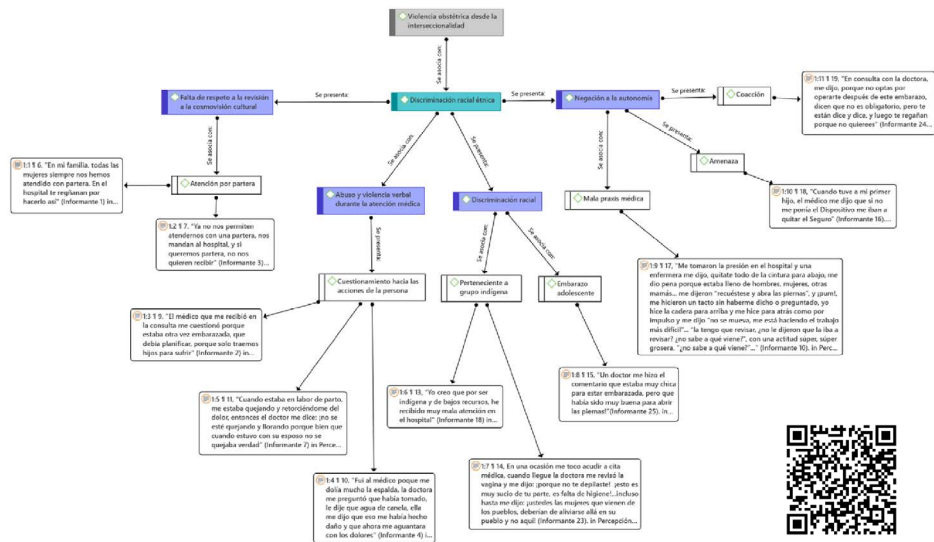 Violencia obstétrica desde la
interseccionalidad
Se asocia con:
Falta de respeto a la revisión
a la cosmovisión cultural
Se presenta:
Discriminación racial étnica
Se presenta:
Negación a la autonomía
Se presenta:
Coacción
1:11 ¶ 19. "En consulta con la doctora,
me dijo, porque no optas por
operarte después de este embarazo,
dicen que no es obligatorio, pero te
están dice y dice, y luego te regañan
porque no quieres" (Informante 24...
Se asocia con:
Se asocia con:
Se presenta:
Se asocia con:
Se presenta:
Amenaza
1:1 ¶ 6. "En mi familia, todas las
mujeres siempre nos hemos
atendido con partera. En el
hospital te regñanan por
hacerlo así" (Informante 1) in...
Atención por partera
Abuso y violencia verbal
durante la atención médica
Discriminación racial
Mala praxis médica
1:10 ¶ 18, "Cuando tuve a mi primer
hijo, el médico me dijo que si no
me ponía el Dispositivo me iban a
quitar el Seguro" (Informante 16)....
1:2 ¶ 7. "Ya no nos permiten
atendernos con una partera, nos
mandan al hospital, y si
queremos partera, no nos
quieren recibir" (Informante 3)...
Se presenta:
Se asocia con:
Se asocia con:
Cuestionamiento hacia las
acciones de la persona
Perteneciente a
grupo indígena
Embarazo
adolescente
1:9 ¶ 17, "Me tomaron la presión en el hospital y una
enfermera me dijo, quítate todo de la cintura para abajo, me
dio pena porque estaba lleno de hombres, mujeres, otras
mamás... me dijeron "recuéstese y abra las piernas", y ¡pum!,
me hicieron un tacto sin haberme dicho o preguntado, yo
hice la cadera para arriba y me hice para atrás como por
impulso y me dijo "no se mueva, me está haciendo el trabajo
más difícil"... "la tengo que revisar, ¿no le dijeron que la iba a
revisar? ¿no sabe a qué viene?", con una actitud súper, súper
grosera. "¿no sabe a qué viene?"..." (Informante 10). in Perc...
1:3 ¶ 9. "El médico que me recibió en
la consulta me cuestionó porque
estaba otra vez embarazada, que
debía planificar, porque solo traemos
hijos para sufrir" (Informante 2) in...
1:5 ¶ 11, "Cuando estaba en labor de parto,
me estaba quejando y retorciéndome del
dolor, entonces el doctor me dice: ¡no se
esté quejando y llorando porque bien que
cuando estuvo con su esposo no se
quejaba verdad" (Informante 7) in Perce...
1:6 ¶ 13, "Yo creo que por ser
indígena y de bajos recursos, he
recibido muy mala atención en
el hospital" (Informante 18) in...
1:8 ¶ 15, "Un doctor me hizo el
comentario que estaba muy chica
para estar embarazada, pero que
había sido muy buena para abrir
las piernas!"(Informante 25). in...
1:4 ¶ 10. "Fui al médico poque me
dolía mucho la espalda, la doctora
me preguntó que había tomado,
le dije que agua de canela, ella
me dijo que eso me había hecho
daño y que ahora me aguantara
con los dolores" (Informante 4) i...
1:7 ¶ 14, En una ocasión me toco acudir a cita
médica, cuando llegue la doctora me revisó la
vagina y me dijo: ¡porque no te depilaste! ¡esto es
muy sucio de tu parte, es falta de higiene!...incluso
hasta me dijo: ¡ustedes las mujeres que vienen de
los pueblos, deberían de aliviarse allá en su
pueblo y no aquí! (Informante 23). in Percepción...